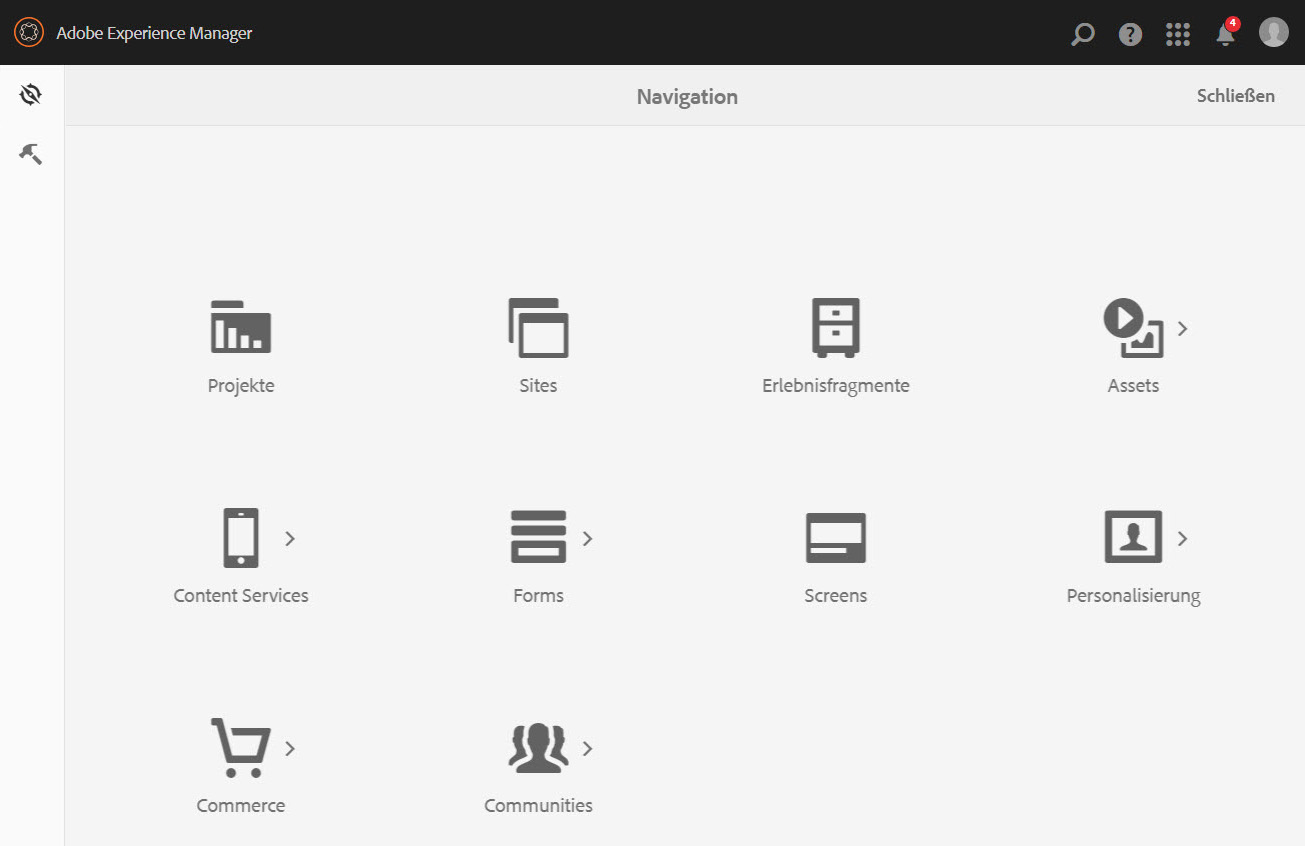 Adobe Experience Manager
4
Navigation
Schließen
Projekte
Sites
Erlebnisfragmente
Assets
Content Services
Forms
Screens
Personalisierung
Commerce
Communities